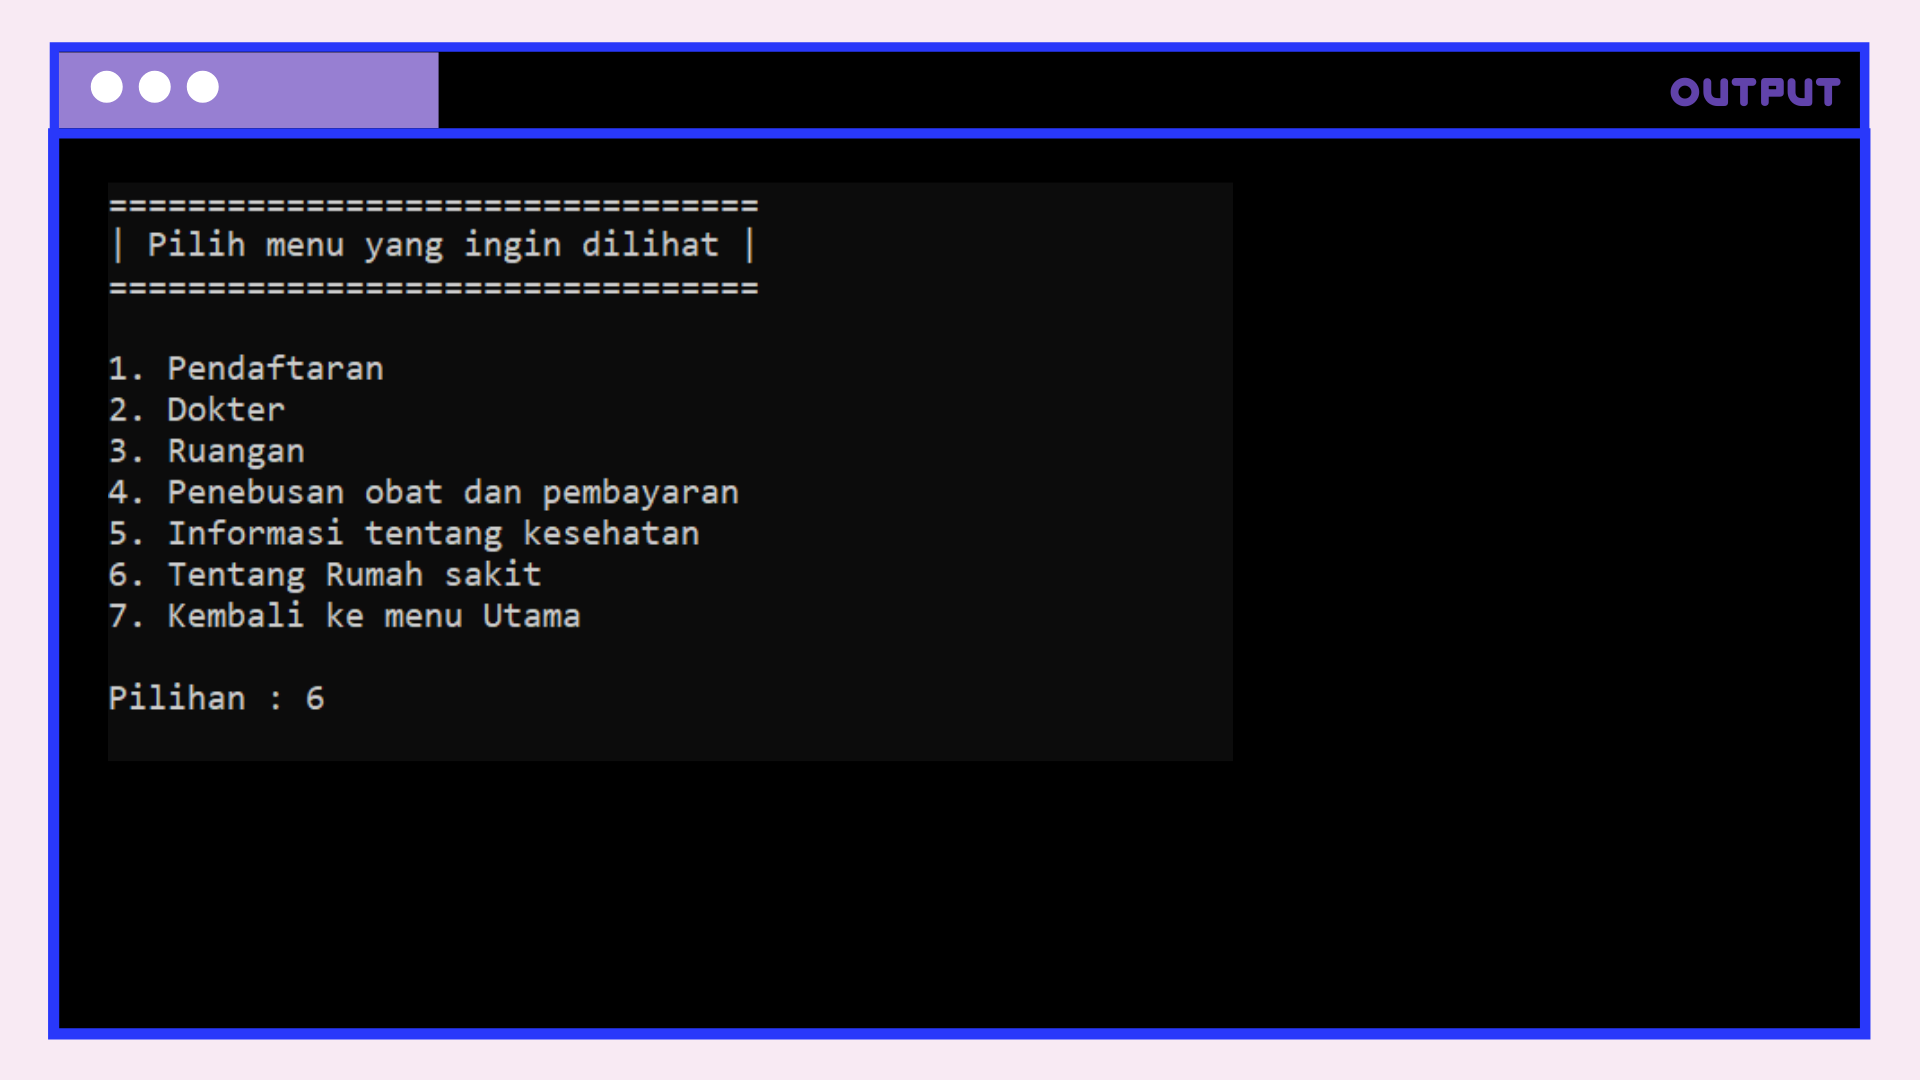 OUTPUT
=================================
| Pilih menu yang ingin dilihat |
=================================
1. Pendaftaran
2. Dokter
3. Ruangan
4. Penebusan obat dan pembayaran
5. Informasi tentang kesehatan
6. Tentang Rumah sakit
7. Kembali ke menu Utama
Pilihan : 6